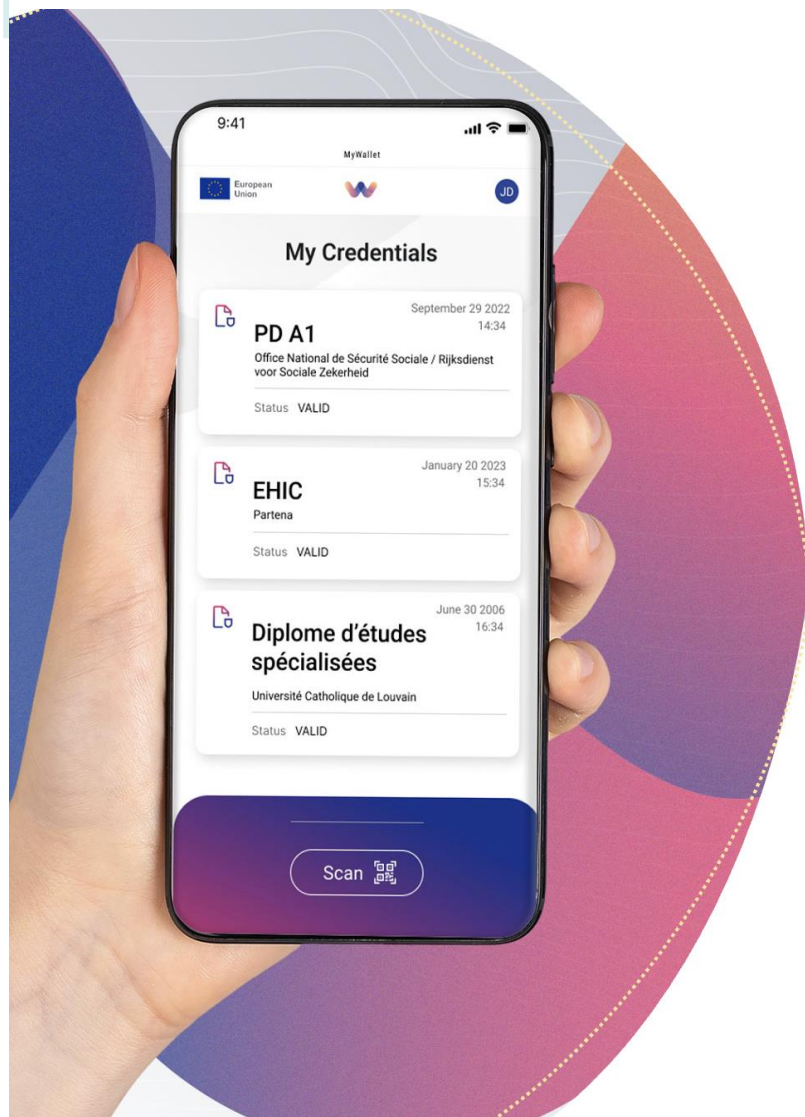 9:41
MyWallet
European
Union
JD
My Credentials
September 29 2022
14:34
PD A1
Office National de Sécurité Sociale / Rijksdienst
voor Sociale Zekerheid
Status VALID
January 20 2023
15:34
EHIC
Partena
Status VALID
June 30 2006
16:34
Diplome d’études
spécialisées
Université Catholique de Louvain
Status VALID
Scan